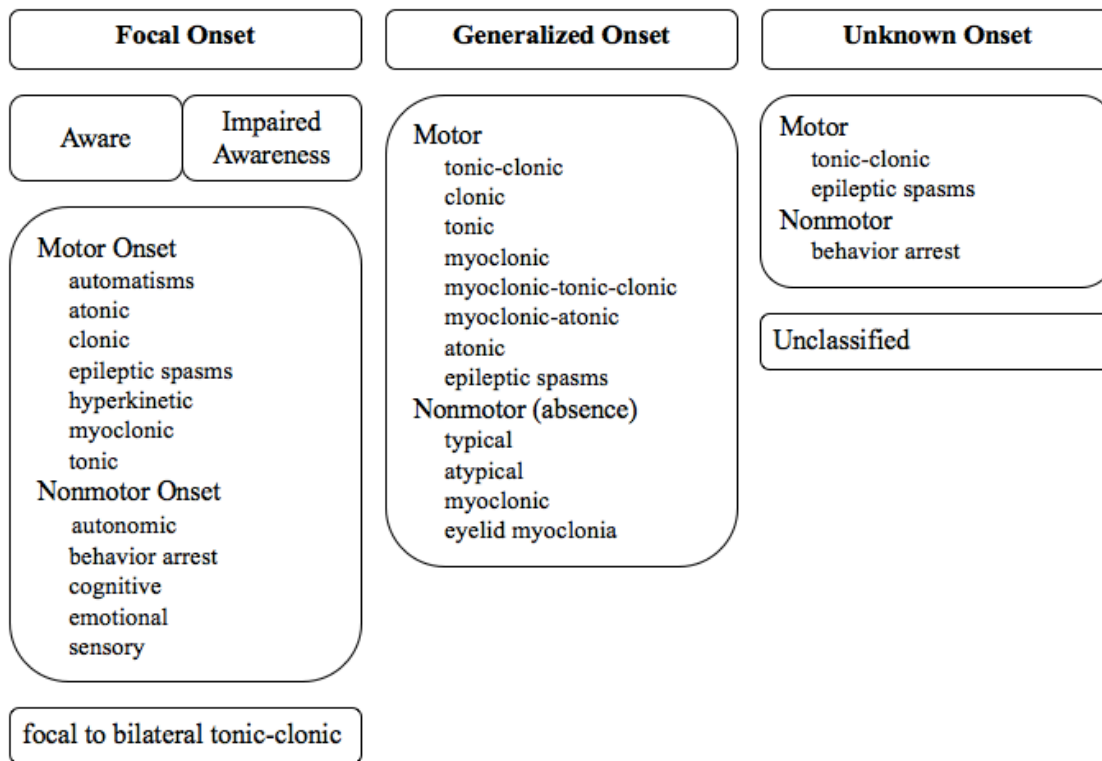 Focal Onset
Aware
Impaired
Awareness
Motor Onset
automatisms
atonic
clonic
epileptic spasms
hyperkinetic
myoclonic
tonic
Nonmotor Onset
autonomic
behavior arrest
cognitive
emotional
sensory
focal to bilateral tonic-clonic
Generalized Onset
Motor
tonic-clonic
clonic
tonic
myoclonic
myoclonic-tonic-clonic
myoclonic-atonic
atonic
epileptic spasms
Nonmotor (absence)
typical
atypical
myoclonic
eyelid myoclonia
Unknown Onset
Motor
tonic-clonic
epileptic spasms
Nonmotor
behavior arrest
Unclassified